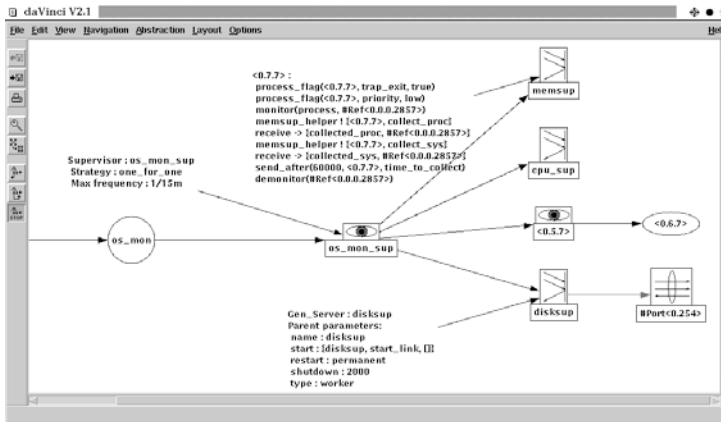 daVinci V2.1
File Edit View Navigation Abstraction Layout Options Hel
<0.7.7> :
process_flag(<0.7.7>, trap_exit, true)
process_flag(<0.7.7>, priority, low)
monitor(process, #Ref<0.0.0.2857>)
memsup_helper ! {<0.7.7>, collect_proc}
receive -> {collected_proc, #Ref<0.0.0.2857>}
memsup_helper ! {<0.7.7>, collect_sys}
receive -> {collected_sys, #Ref<0.0.0.2857>}
send_after(60000, <0.7.7>, time_to_collect)
demonitor(#Ref<0.0.0.2857>)
memsup
Supervisor : os_mon_sup
Strategy : one_for_one
Max frequency : 1/15m
cpu_sup
os_mon
os_mon_sup
<0.5.7>
<0.6.7>
disksup
#Port<0.254>
Gen_Server : disksup
Parent parameters:
name : disksup
start : {disksup, start_link, []}
restart : permanent
shutdown : 2000
type : worker